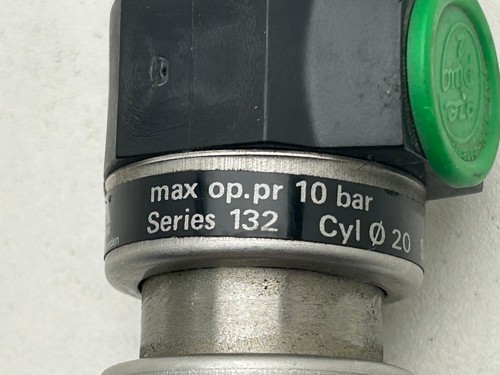 max op.pr 10 bar
Series 132 Cyl Ø 20